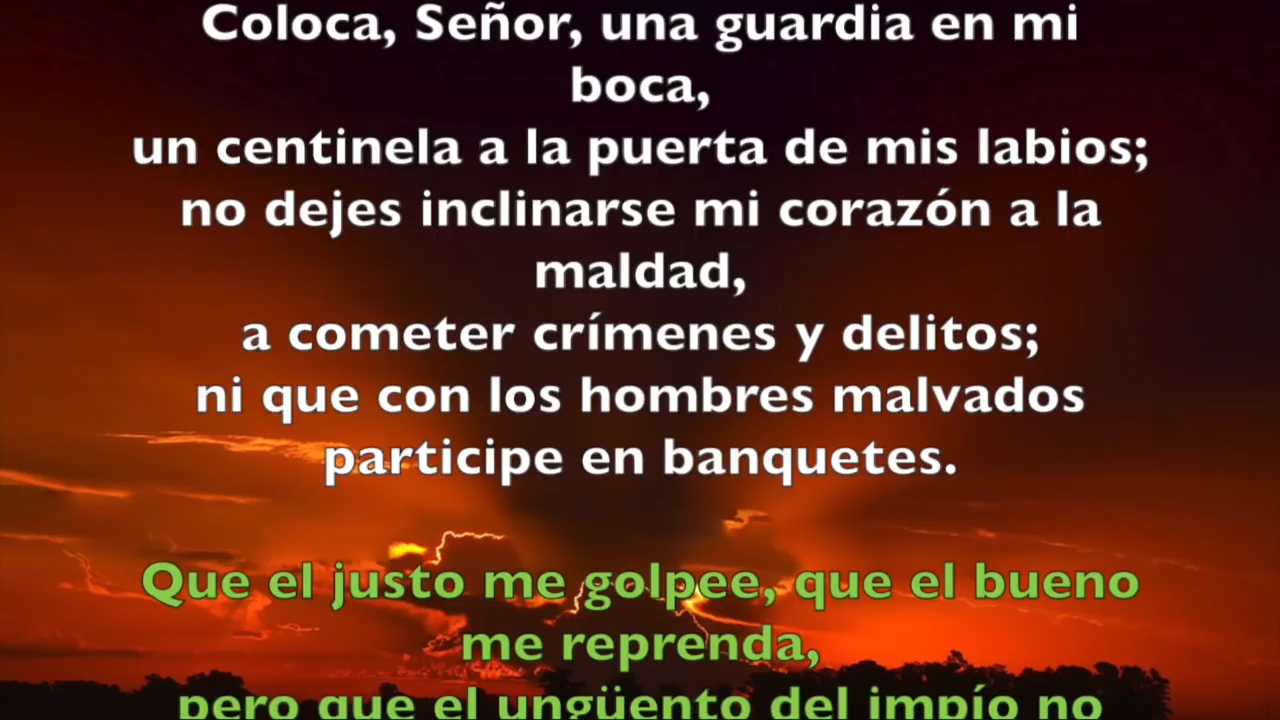 Coloca, Señor, una guardia en mi
boca,
un centinela a la puerta de mis labios;
no dejes inclinarse mi corazón a la
maldad,
a cometer crímenes y delitos;
ni que con los hombres malvados
participe en banquetes.
Que el justo me golpee, que el bueno
me reprenda,
pero que el ungüento del impío no